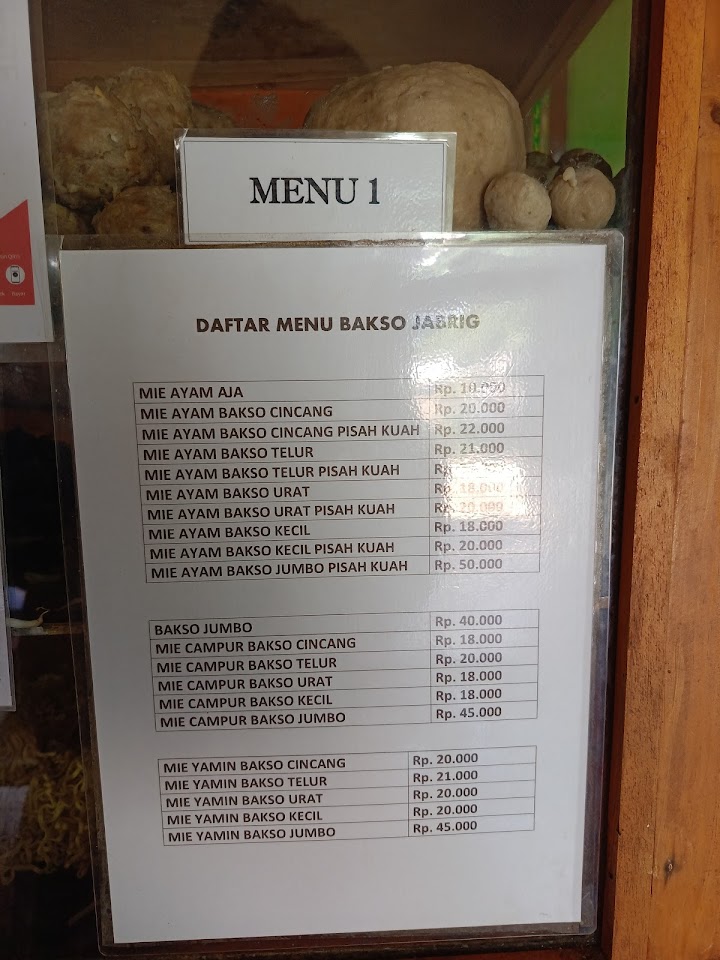 MENU 1
DAFTAR MENU BAKSO JABRIG
MIE AYAM AJA Rp. 10.000
MIE AYAM BAKSO CINCANG Rp. 20.000
MIE AYAM BAKSO CINCANG PISAH KUAH Rp. 22.000
MIE AYAM BAKSO TELUR Rp. 21.000
MIE AYAM BAKSO TELUR PISAH KUAH
MIE AYAM BAKSO URAT Rp. 18.000
MIE AYAM BAKSO URAT PISAH KUAH Rp. 20.000
MIE AYAM BAKSO KECIL Rp. 18.000
MIE AYAM BAKSO KECIL PISAH KUAH Rp. 20.000
MIE AYAM BAKSO JUMBO PISAH KUAH Rp. 50.000
BAKSO JUMBO Rp. 40.000
MIE CAMPUR BAKSO CINCANG Rp. 18.000
MIE CAMPUR BAKSO TELUR Rp. 20.000
MIE CAMPUR BAKSO URAT Rp. 18.000
MIE CAMPUR BAKSO KECIL Rp. 18.000
MIE CAMPUR BAKSO JUMBO Rp. 45.000
MIE YAMIN BAKSO CINCANG Rp. 20.000
MIE YAMIN BAKSO TELUR Rp. 21.000
MIE YAMIN BAKSO URAT Rp. 20.000
MIE YAMIN BAKSO KECIL Rp. 20.000
MIE YAMIN BAKSO JUMBO Rp. 45.000